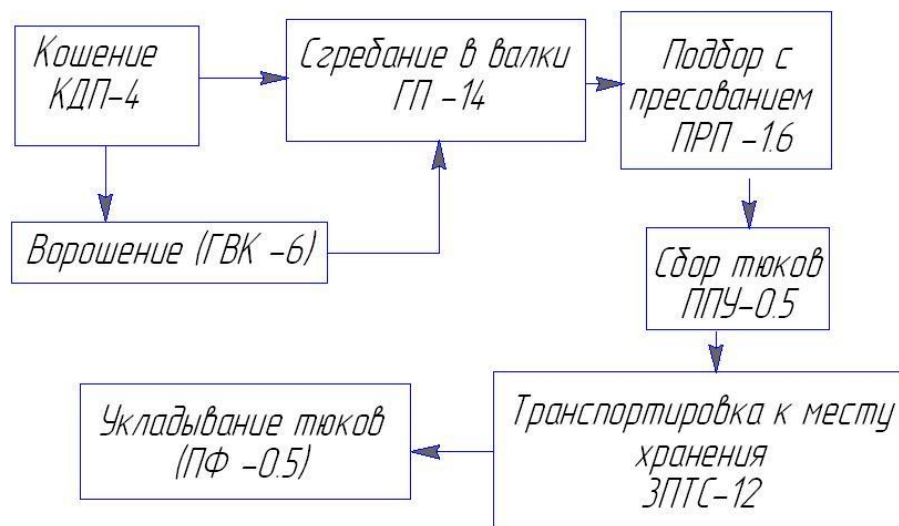 Кошение
КДП-4
Сгребание в валки
ГП -14
Подбор с
пресованием
ПРП -1.6
Ворошение (ГВК -6)
Сбор тюков
ППУ-0.5
Транспортировка к месту
хранения
ЗПТС-12
Укладывание тюков
(ПФ -0.5)